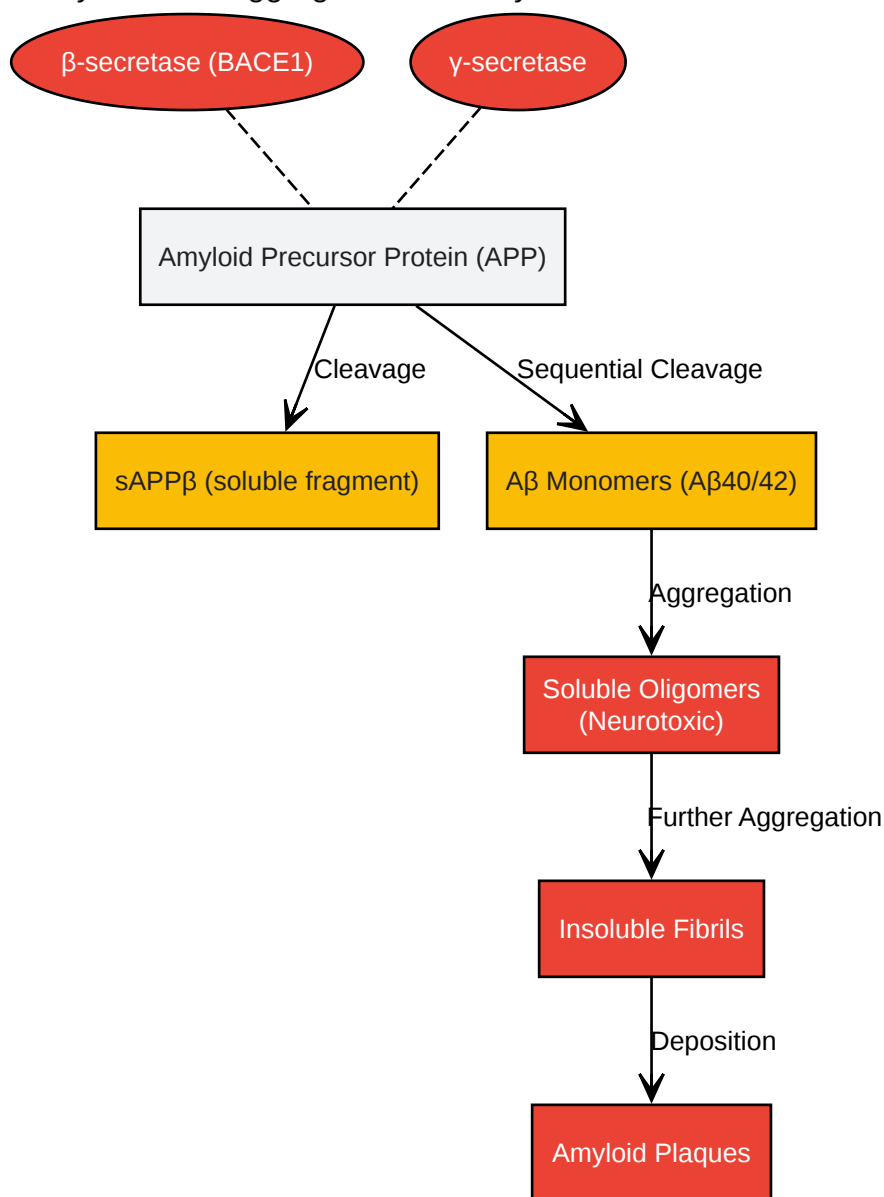 β-secretase (BACE1)
γ-secretase
Amyloid Precursor Protein (APP)
Cleavage
Sequential Cleavage
sAPPβ (soluble fragment)
Aβ Monomers (Aβ40/42)
Aggregation
Soluble Oligomers
(Neurotoxic)
Further Aggregation
Insoluble Fibrils
Deposition
Amyloid Plaques